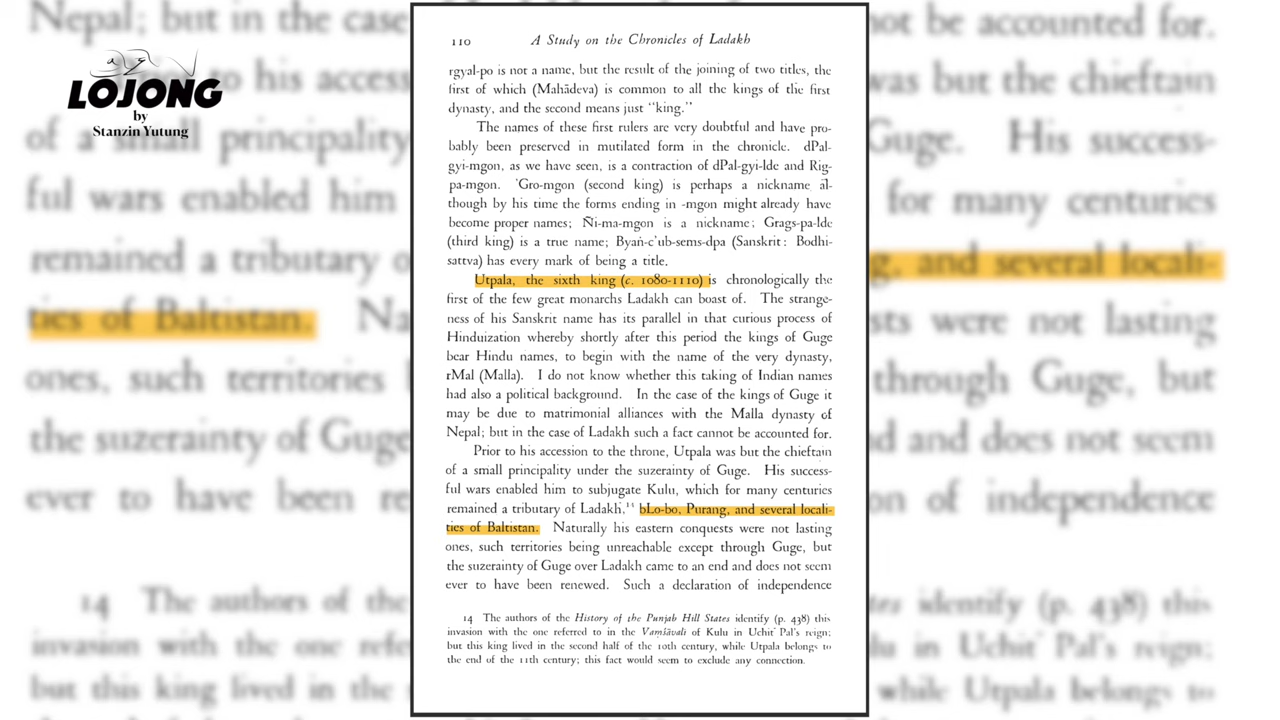 LOJONG
by
Stanzin Yutung
110 A Study on the Chronicles of Ladakh
rgyal-po is not a name, but the result of the joining of two titles, the
first of which (Mahādeva) is common to all the kings of the first
dynasty, and the second means just “king.”
The names of these first rulers are very doubtful and have pro-
bably been preserved in mutilated form in the chronicle. dPal-
gyi-mgon, as we have seen, is a contraction of dPal-gyi-lde and Rig-
pa-mgon. 'Gro-mgon (second king) is perhaps a nickname al-
though by his time the forms ending in -mgon might already have
become proper names; Ñi-ma-mgon is a nickname; Grags-pa-lde
(third king) is a true name; Byaṅ-c'ub-sems-dpa (Sanskrit: Bodhi-
sattva) has every mark of being a title.
Utpala, the sixth king (c. 1080-1110) is chronologically the
first of the few great monarchs Ladakh can boast of. The strange-
ness of his Sanskrit name has its parallel in that curious process of
Hinduization whereby shortly after this period the kings of Guge
bear Hindu names, to begin with the name of the very dynasty,
rMal (Malla). I do not know whether this taking of Indian names
had also a political background. In the case of the kings of Guge it
may be due to matrimonial alliances with the Malla dynasty of
Nepal; but in the case of Ladakh such a fact cannot be accounted for.
Prior to his accession to the throne, Utpala was but the chieftain
of a small principality under the suzerainty of Guge. His success-
ful wars enabled him to subjugate Kulu, which for many centuries
remained a tributary of Ladakh,14 bLo-bo, Purang, and several locali-
ties of Baltistan. Naturally his eastern conquests were not lasting
ones, such territories being unreachable except through Guge, but
the suzerainty of Guge over Ladakh came to an end and does not seem
ever to have been renewed. Such a declaration of independence
14 The authors of the History of the Punjab Hill States identify (p. 438) this
invasion with the one referred to in the Vaṃśāvalī of Kulu in Uchit Pal's reign;
but this king lived in the second half of the 10th century, while Utpala belongs to
the end of the 11th century; this fact would seem to exclude any connection.